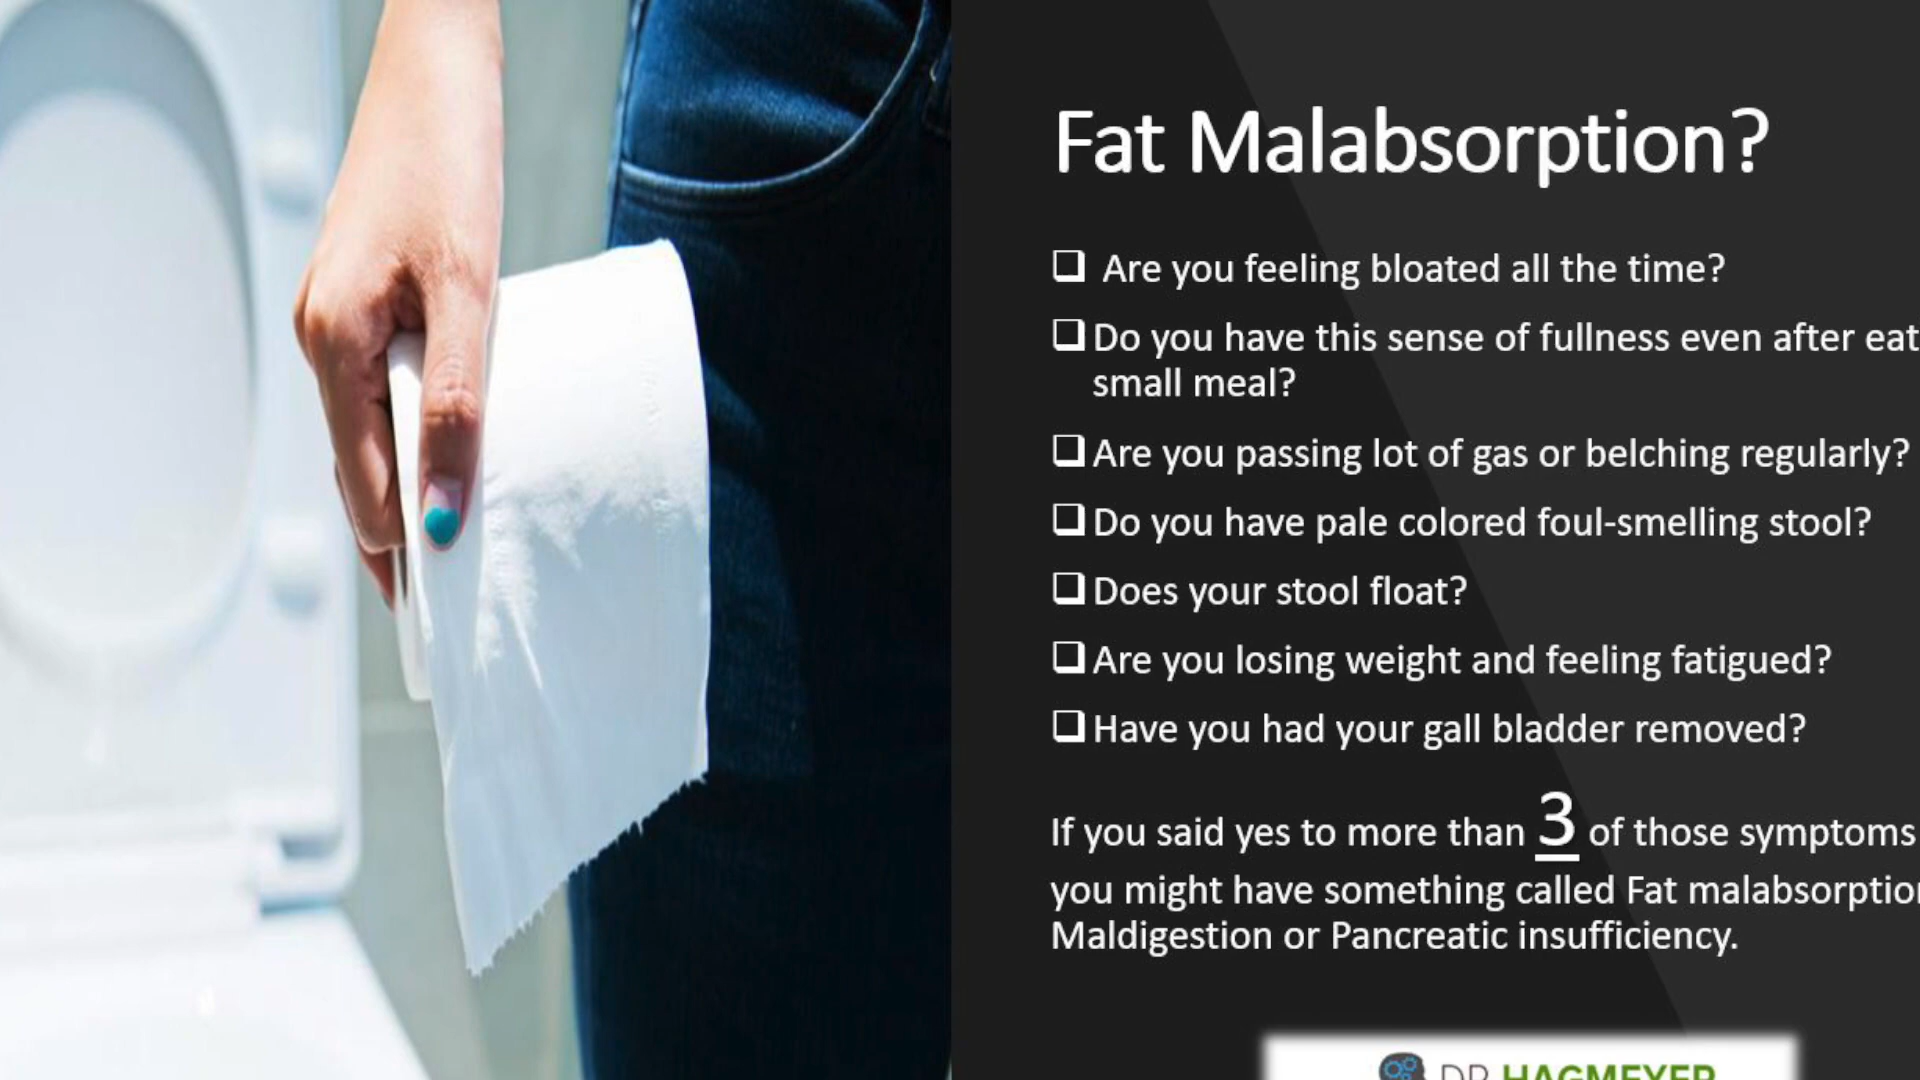 Fat Malabsorption?
Are you feeling bloated all the time?
Do you have this sense of fullness even after eat
small meal?
Are you passing lot of gas or belching regularly?
Do you have pale colored foul-smelling stool?
Does your stool float?
Are you losing weight and feeling fatigued?
Have you had your gall bladder removed?
If you said yes to more than 3 of those symptoms
you might have something called Fat malabsorption
Maldigestion or Pancreatic insufficiency.
DR HAGMEYER